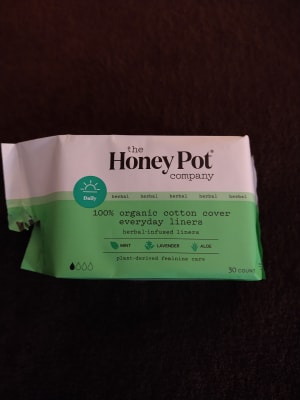 the
Honey Pot®
company
Daily
herbal herbal herbal herbal herbal
100% organic cotton cover
everyday liners
herbal-infused liners
MINT LAVENDER ALOE
plant-derived feminine care
30 count